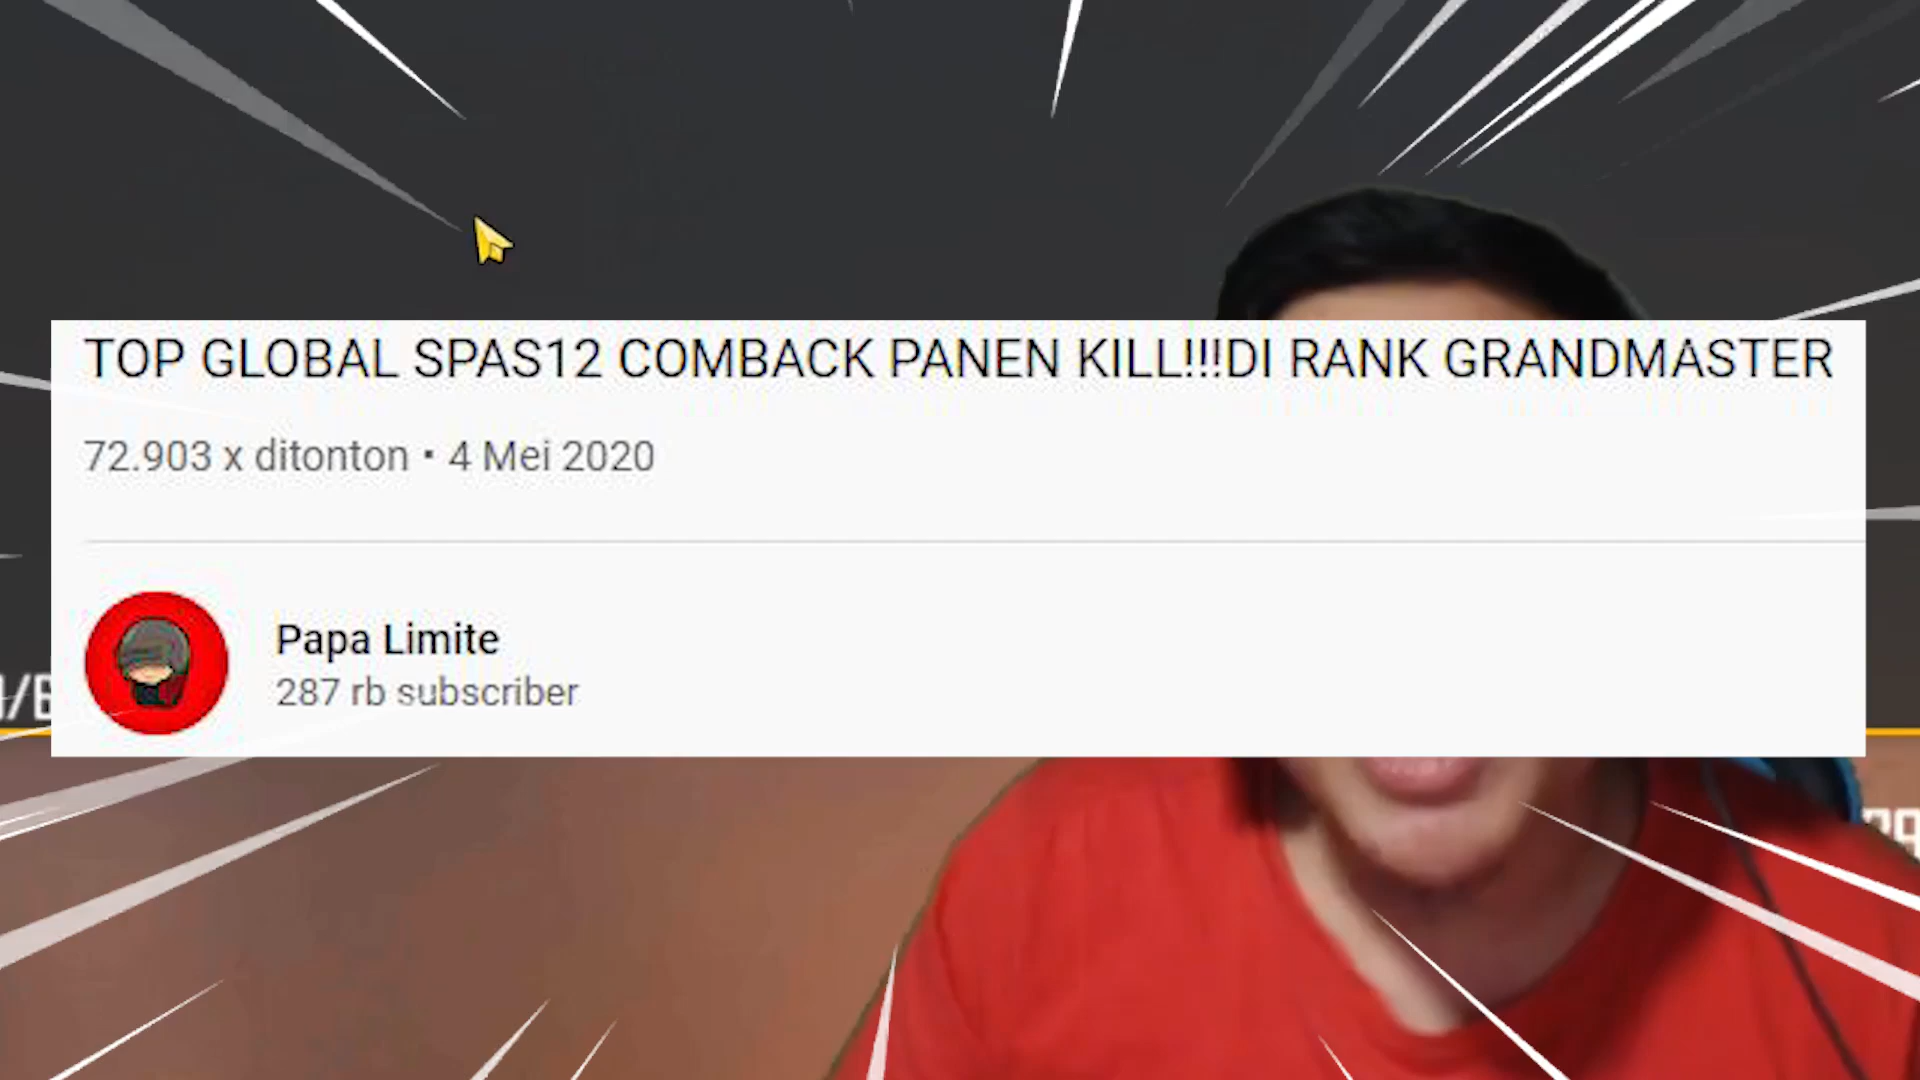 TOP GLOBAL SPAS12 COMBACK PANEN KILL!!!DI RANK GRANDMASTER
72.903 x ditonton • 4 Mei 2020
Papa Limite
287 rb subscriber